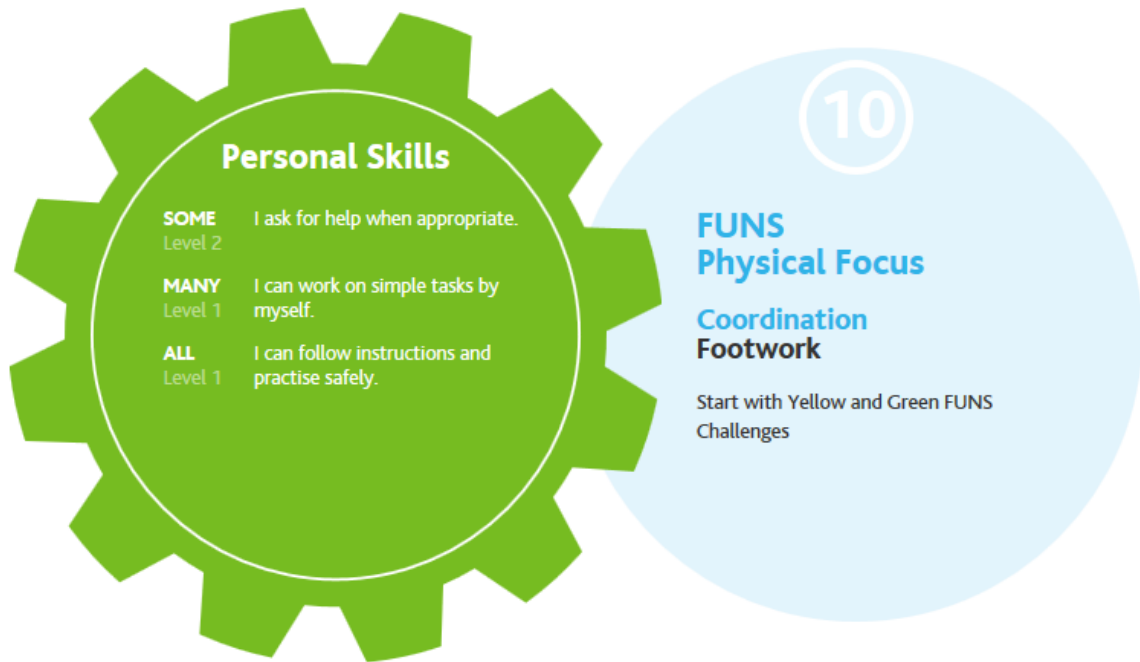 Personal Skills
SOME I ask for help when appropriate.
Level 2
MANY I can work on simple tasks by
Level 1 myself.
ALL I can follow instructions and
Level 1 practise safely.
10
FUNS
Physical Focus
Coordination
Footwork
Start with Yellow and Green FUNS
Challenges